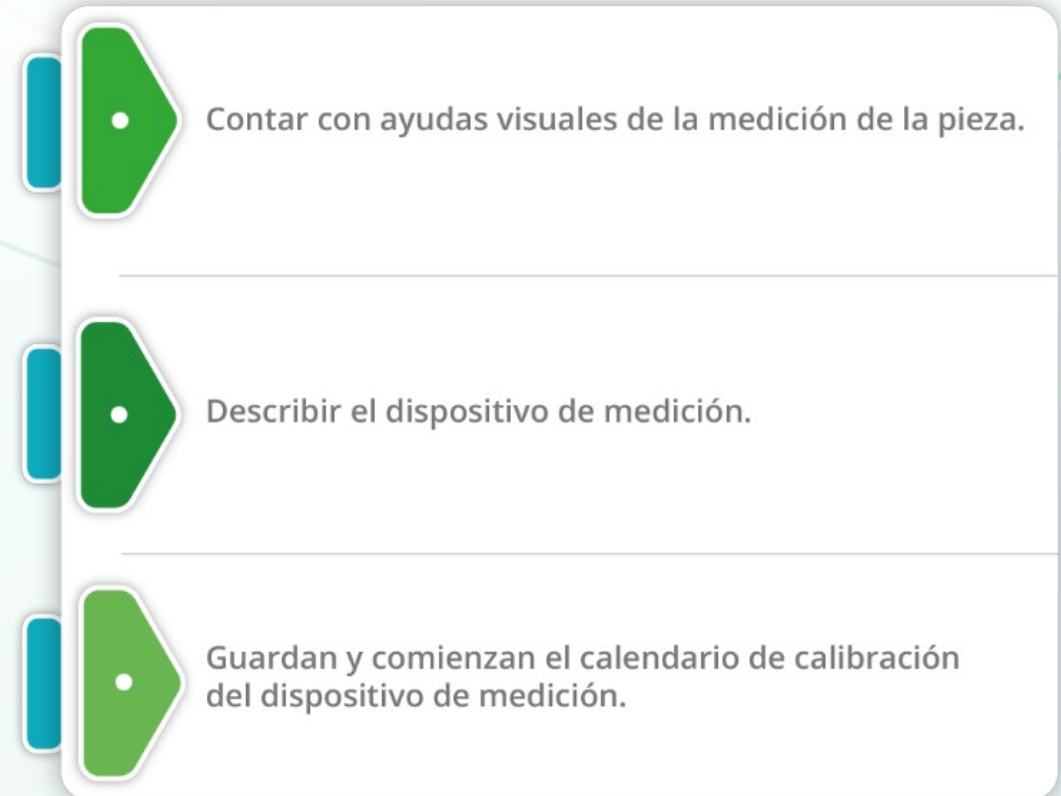 Contar con ayudas visuales de la medición de la pieza.
Describir el dispositivo de medición.
Guardan y comienzan el calendario de calibración
del dispositivo de medición.